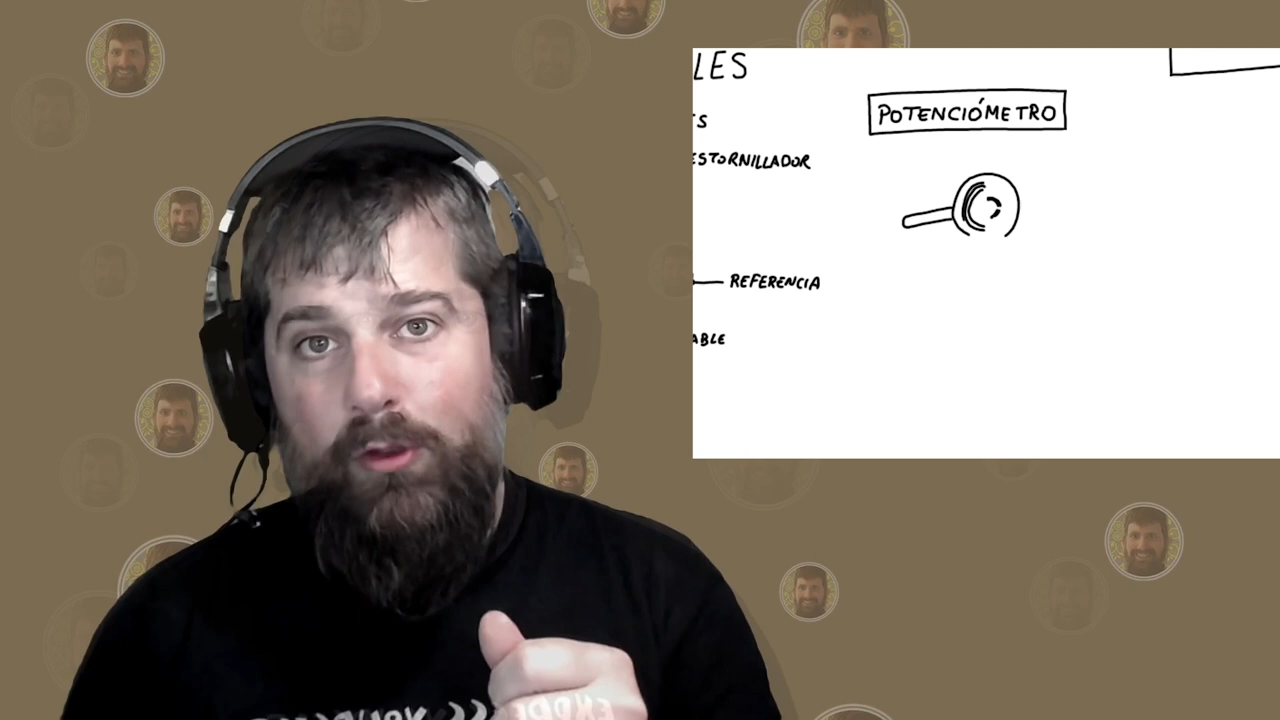 LES
POTENCIÓMETRO
S
ESTORNILLADOR
REFERENCIA
ABLE